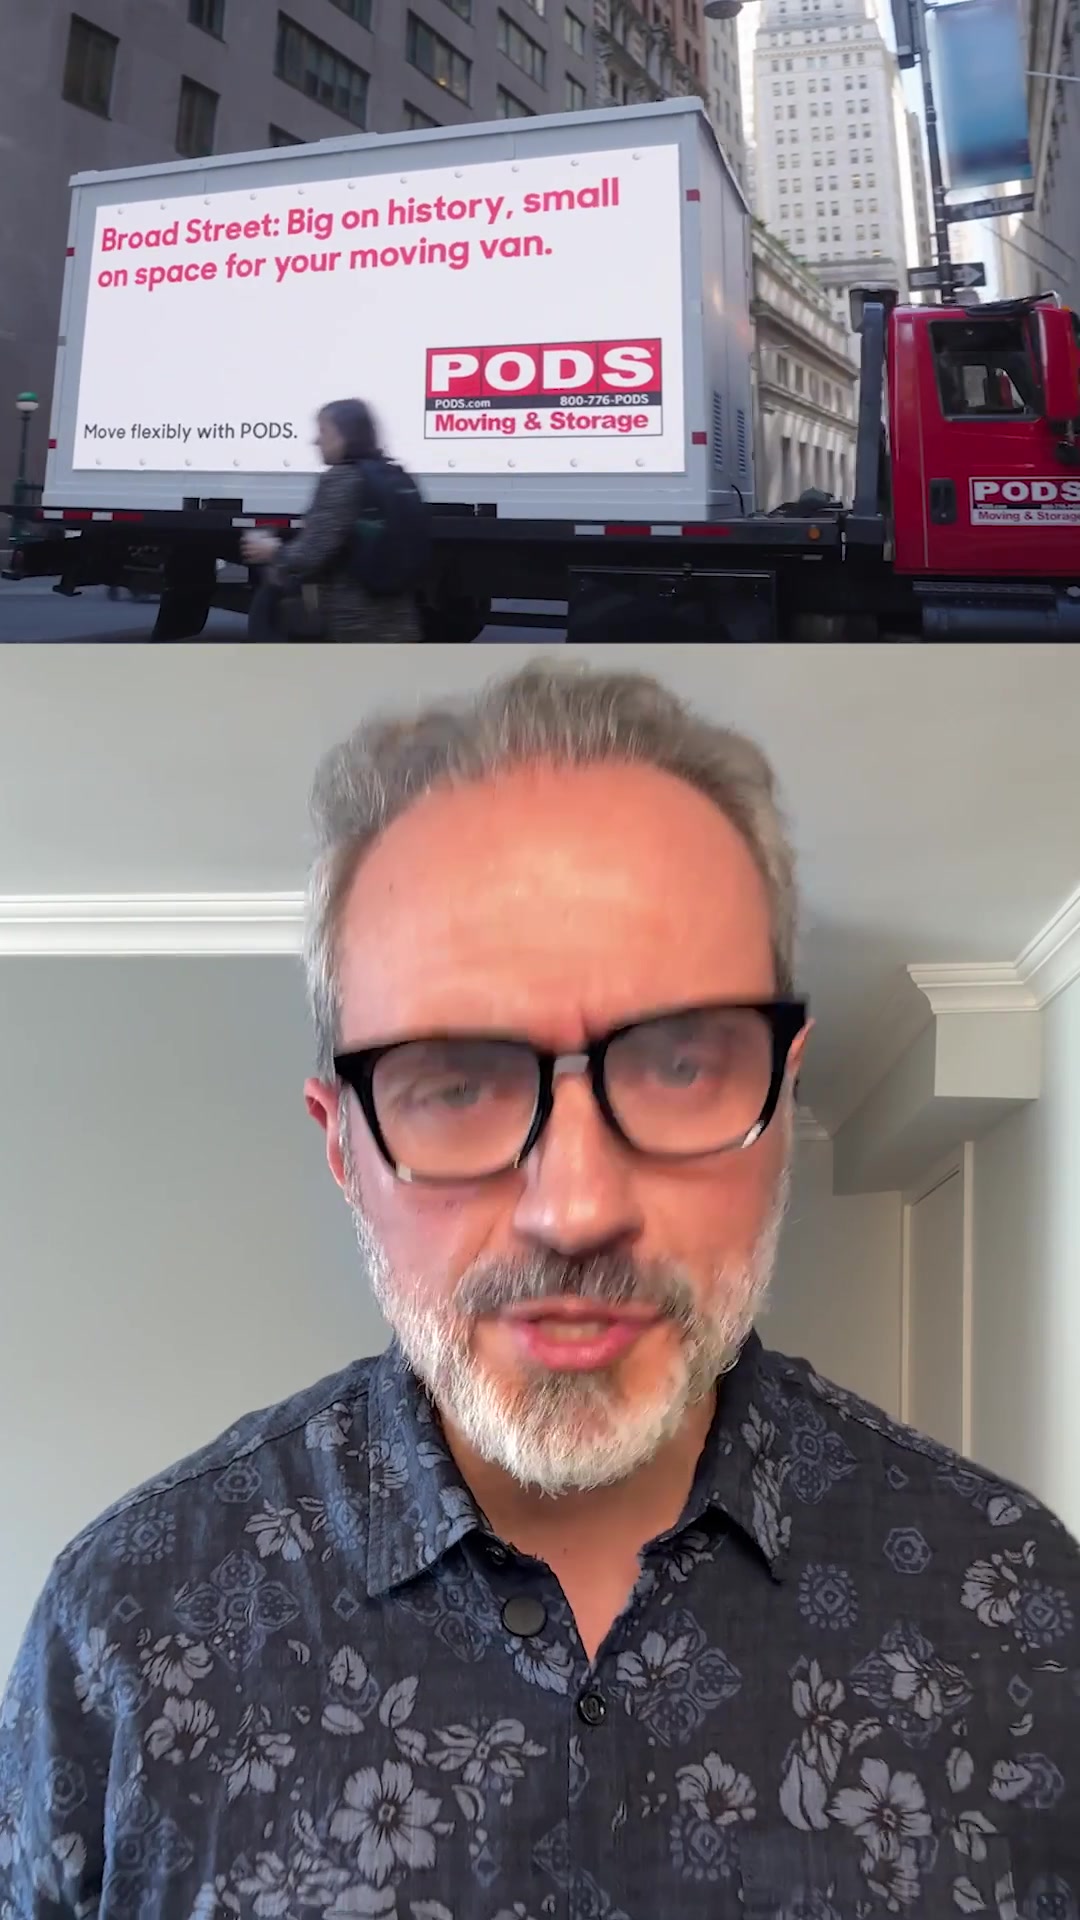 Broad Street: Big on history, small
on space for your moving van.
PODS
PODS.com 800-776-PODS
Moving & Storage
Move flexibly with PODS.
PODS
Moving & Storage